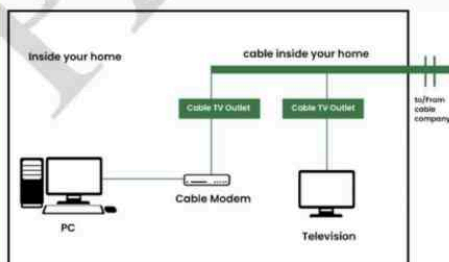 Inside your home
cable inside your home
Cable TV Outlet
Cable TV Outlet
to/From
cable
company
Cable Modem
PC
Television